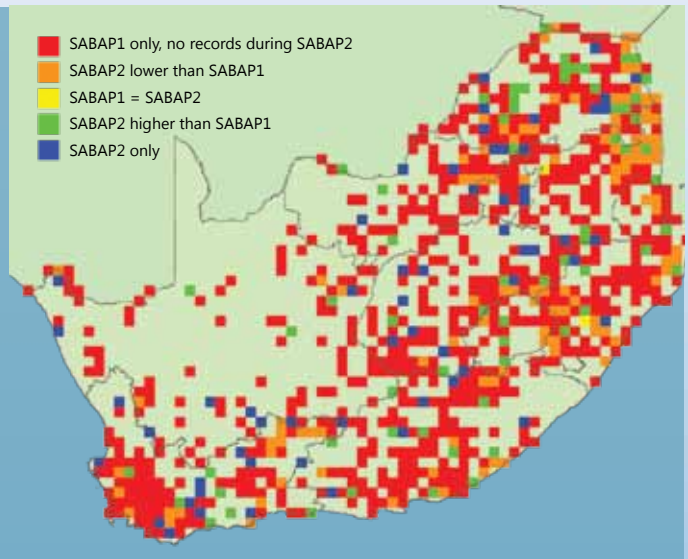 SABAP1 only, no records during SABAP2
SABAP2 lower than SABAP1
SABAP1 = SABAP2
SABAP2 higher than SABAP1
SABAP2 only